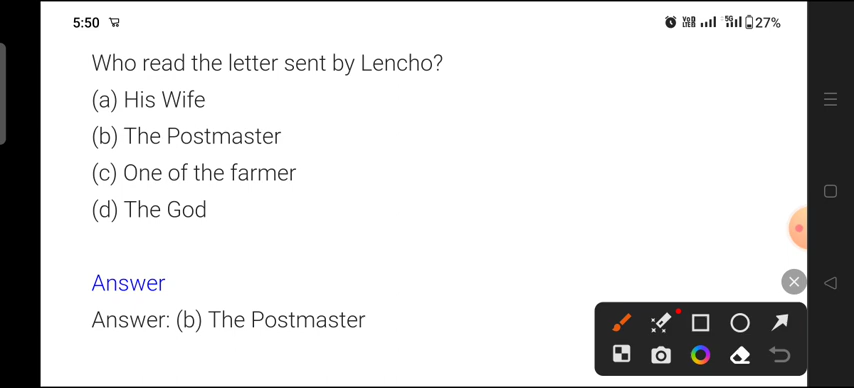 5:50
27%
Who read the letter sent by Lencho?
(a) His Wife
(b) The Postmaster
(c) One of the farmer
(d) The God
Answer
Answer: (b) The Postmaster